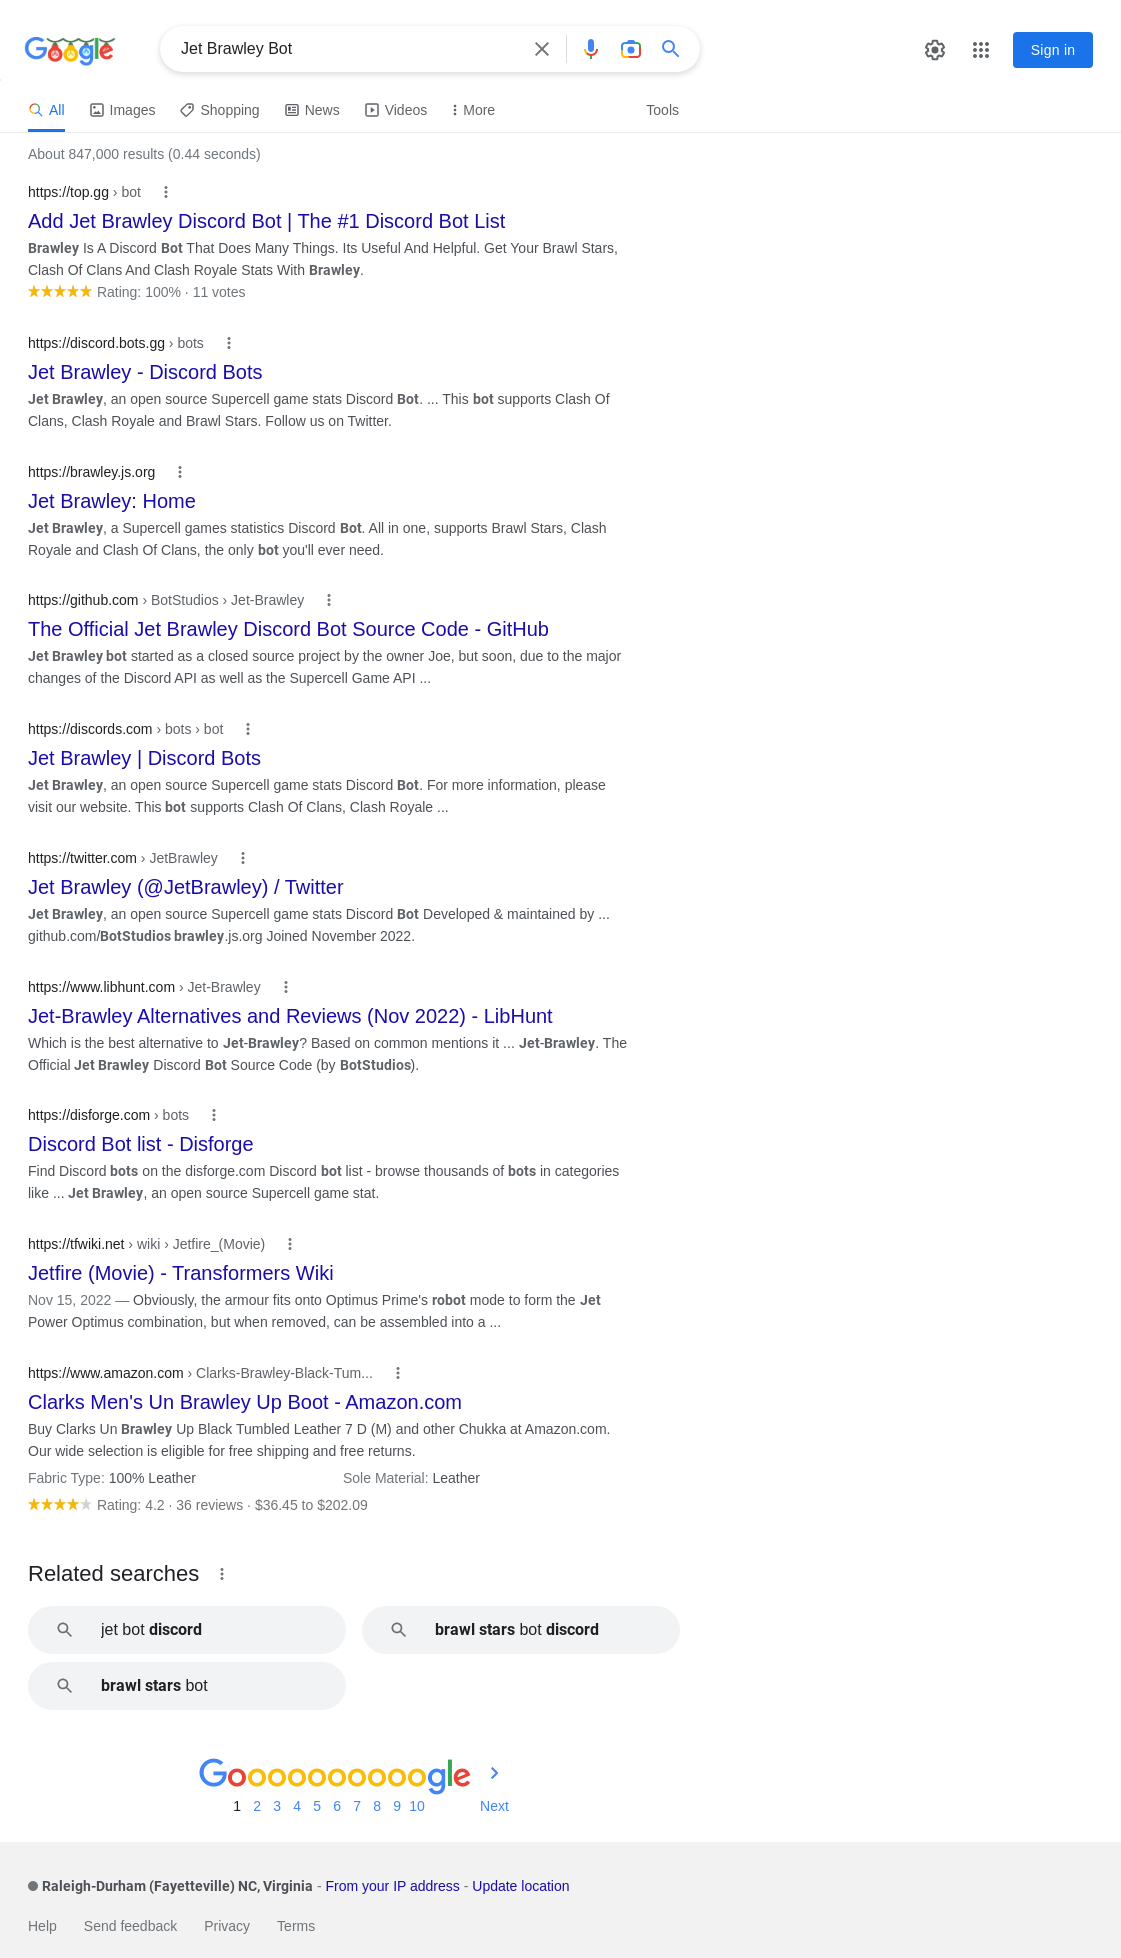 Google
Jet Brawley Bot
Sign in
All
Images
Shopping
News
Videos
More
Tools
About 847,000 results (0.44 seconds)
https://top.gg › bot
Add Jet Brawley Discord Bot | The #1 Discord Bot List
Brawley Is A Discord Bot That Does Many Things. Its Useful And Helpful. Get Your Brawl Stars,
Clash Of Clans And Clash Royale Stats With Brawley.
Rating: 100% · 11 votes
https://discord.bots.gg › bots
Jet Brawley - Discord Bots
Jet Brawley, an open source Supercell game stats Discord Bot. ... This bot supports Clash Of
Clans, Clash Royale and Brawl Stars. Follow us on Twitter.
https://brawley.js.org
Jet Brawley: Home
Jet Brawley, a Supercell games statistics Discord Bot. All in one, supports Brawl Stars, Clash
Royale and Clash Of Clans, the only bot you'll ever need.
https://github.com › BotStudios › Jet-Brawley
The Official Jet Brawley Discord Bot Source Code - GitHub
Jet Brawley bot started as a closed source project by the owner Joe, but soon, due to the major
changes of the Discord API as well as the Supercell Game API ...
https://discords.com › bots › bot
Jet Brawley | Discord Bots
Jet Brawley, an open source Supercell game stats Discord Bot. For more information, please
visit our website. This bot supports Clash Of Clans, Clash Royale ...
https://twitter.com › JetBrawley
Jet Brawley (@JetBrawley) / Twitter
Jet Brawley, an open source Supercell game stats Discord Bot Developed & maintained by ...
github.com/BotStudios brawley.js.org Joined November 2022.
https://www.libhunt.com › Jet-Brawley
Jet-Brawley Alternatives and Reviews (Nov 2022) - LibHunt
Which is the best alternative to Jet-Brawley? Based on common mentions it ... Jet-Brawley. The
Official Jet Brawley Discord Bot Source Code (by BotStudios).
https://disforge.com › bots
Discord Bot list - Disforge
Find Discord bots on the disforge.com Discord bot list - browse thousands of bots in categories
like ... Jet Brawley, an open source Supercell game stat.
https://tfwiki.net › wiki › Jetfire_(Movie)
Jetfire (Movie) - Transformers Wiki
Nov 15, 2022 — Obviously, the armour fits onto Optimus Prime's robot mode to form the Jet
Power Optimus combination, but when removed, can be assembled into a ...
https://www.amazon.com › Clarks-Brawley-Black-Tum...
Clarks Men's Un Brawley Up Boot - Amazon.com
Buy Clarks Un Brawley Up Black Tumbled Leather 7 D (M) and other Chukka at Amazon.com.
Our wide selection is eligible for free shipping and free returns.
Fabric Type: 100% Leather
Sole Material: Leather
Rating: 4.2 · 36 reviews · $36.45 to $202.09
Related searches
jet bot discord
brawl stars bot discord
brawl stars bot
Goooooooooogle
1 2 3 4 5 6 7 8 9 10 Next
Raleigh-Durham (Fayetteville) NC, Virginia - From your IP address - Update location
Help Send feedback Privacy Terms